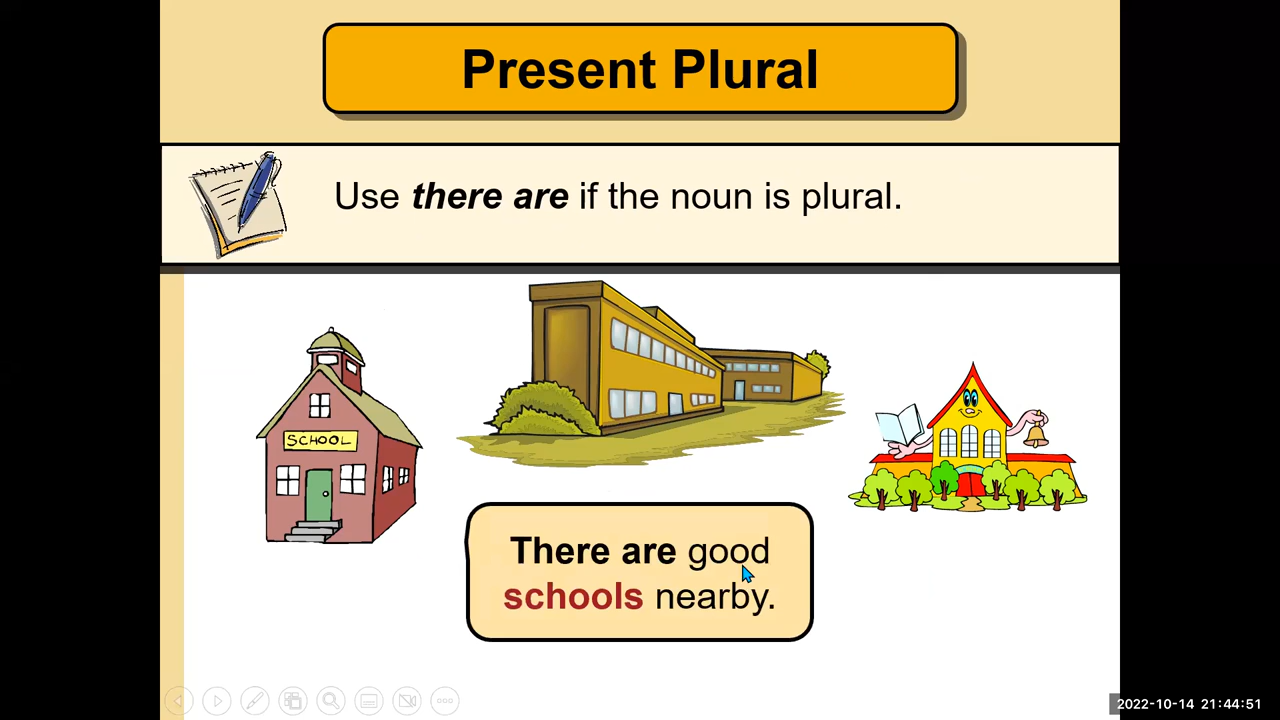 Present Plural
Use there are if the noun is plural.
SCHOOL
There are good
schools nearby.
2022-10-14 21:44:51